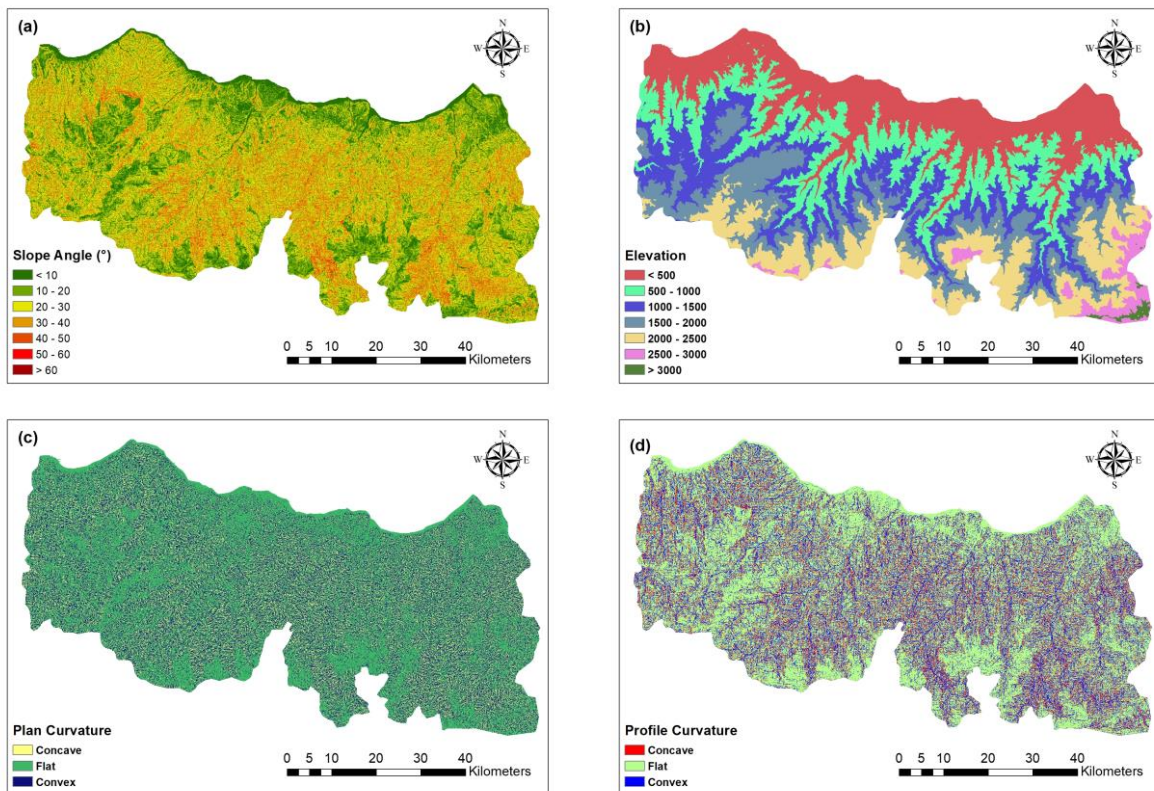 (a)
N
W E
S
Slope Angle (°)
< 10
10 - 20
20 - 30
30 - 40
40 - 50
50 - 60
> 60
0 5 10 20 30 40
Kilometers
(b)
N
W E
S
Elevation
< 500
500 - 1000
1000 - 1500
1500 - 2000
2000 - 2500
2500 - 3000
> 3000
0 5 10 20 30 40
Kilometers
(c)
N
W E
S
Plan Curvature
Concave
Flat
Convex
0 5 10 20 30 40
Kilometers
(d)
N
W E
S
Profile Curvature
Concave
Flat
Convex
0 5 10 20 30 40
Kilometers